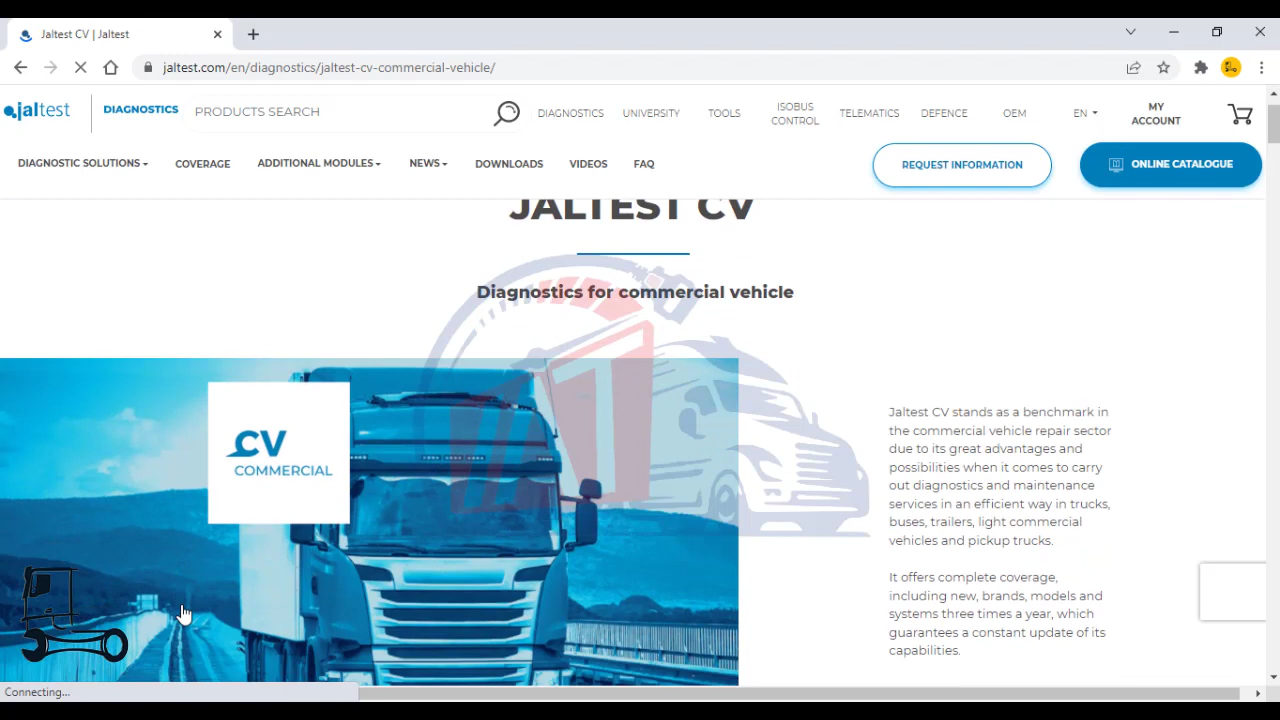 Jaltest CV | Jaltest
jaltest.com/en/diagnostics/jaltest-cv-commercial-vehicle/
jaltest
DIAGNOSTICS
PRODUCTS SEARCH
DIAGNOSTICS
UNIVERSITY
TOOLS
ISOBUS
CONTROL
TELEMATICS
DEFENCE
OEM
EN
MY
ACCOUNT
DIAGNOSTIC SOLUTIONS
COVERAGE
ADDITIONAL MODULES
NEWS
DOWNLOADS
VIDEOS
FAQ
REQUEST INFORMATION
ONLINE CATALOGUE
JALTEST CV
Diagnostics for commercial vehicle
CV
COMMERCIAL
Jaltest CV stands as a benchmark in
the commercial vehicle repair sector
due to its great advantages and
possibilities when it comes to carry
out diagnostics and maintenance
services in an efficient way in trucks,
buses, trailers, light commercial
vehicles and pickup trucks.
It offers complete coverage,
including new, brands, models and
systems three times a year, which
guarantees a constant update of its
capabilities.
Connecting...